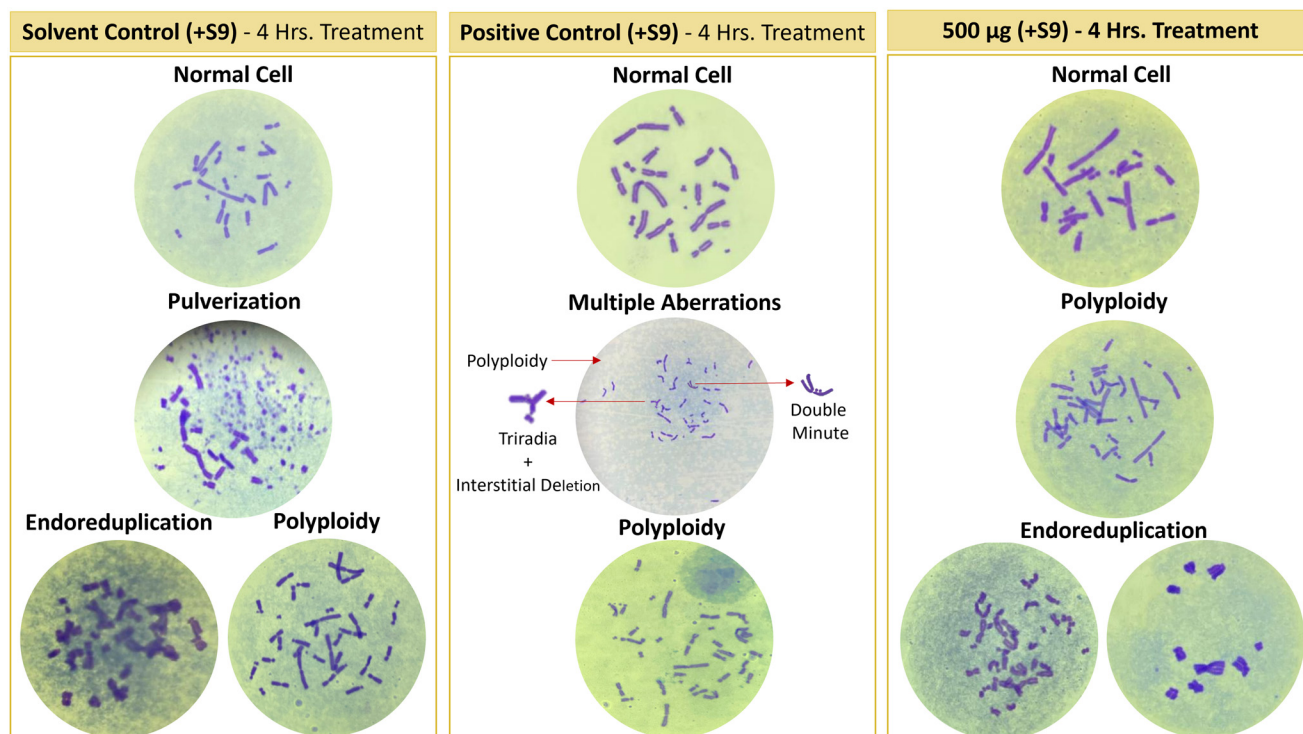 Solvent Control (+S9) - 4 Hrs. Treatment
Normal Cell
Pulverization
Endoreduplication
Polyploidy
Positive Control (+S9) - 4 Hrs. Treatment
Normal Cell
Multiple Aberrations
Polyploidy
Triradia
+
Interstitial Deletion
Double
Minute
Polyploidy
500 µg (+S9) - 4 Hrs. Treatment
Normal Cell
Polyploidy
Endoreduplication